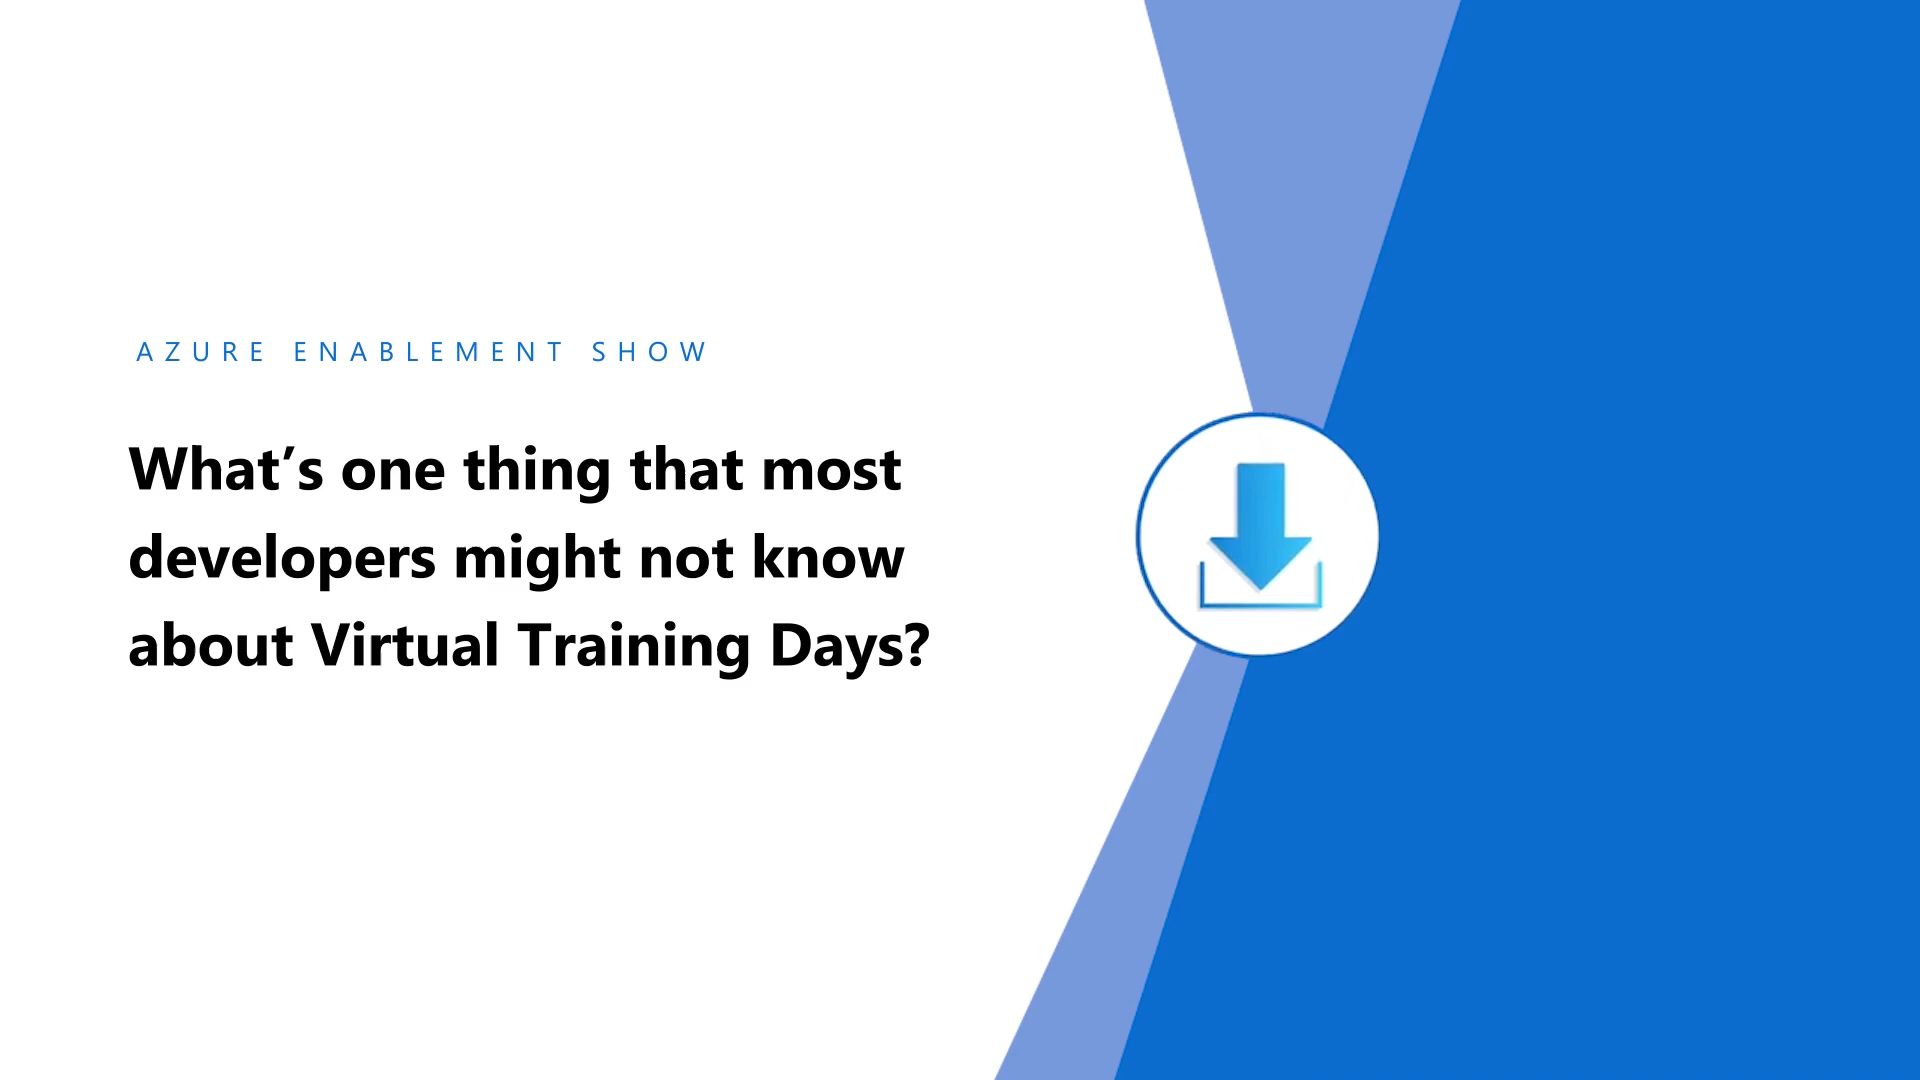 AZURE ENABLEMENT SHOW
What’s one thing that most
developers might not know
about Virtual Training Days?